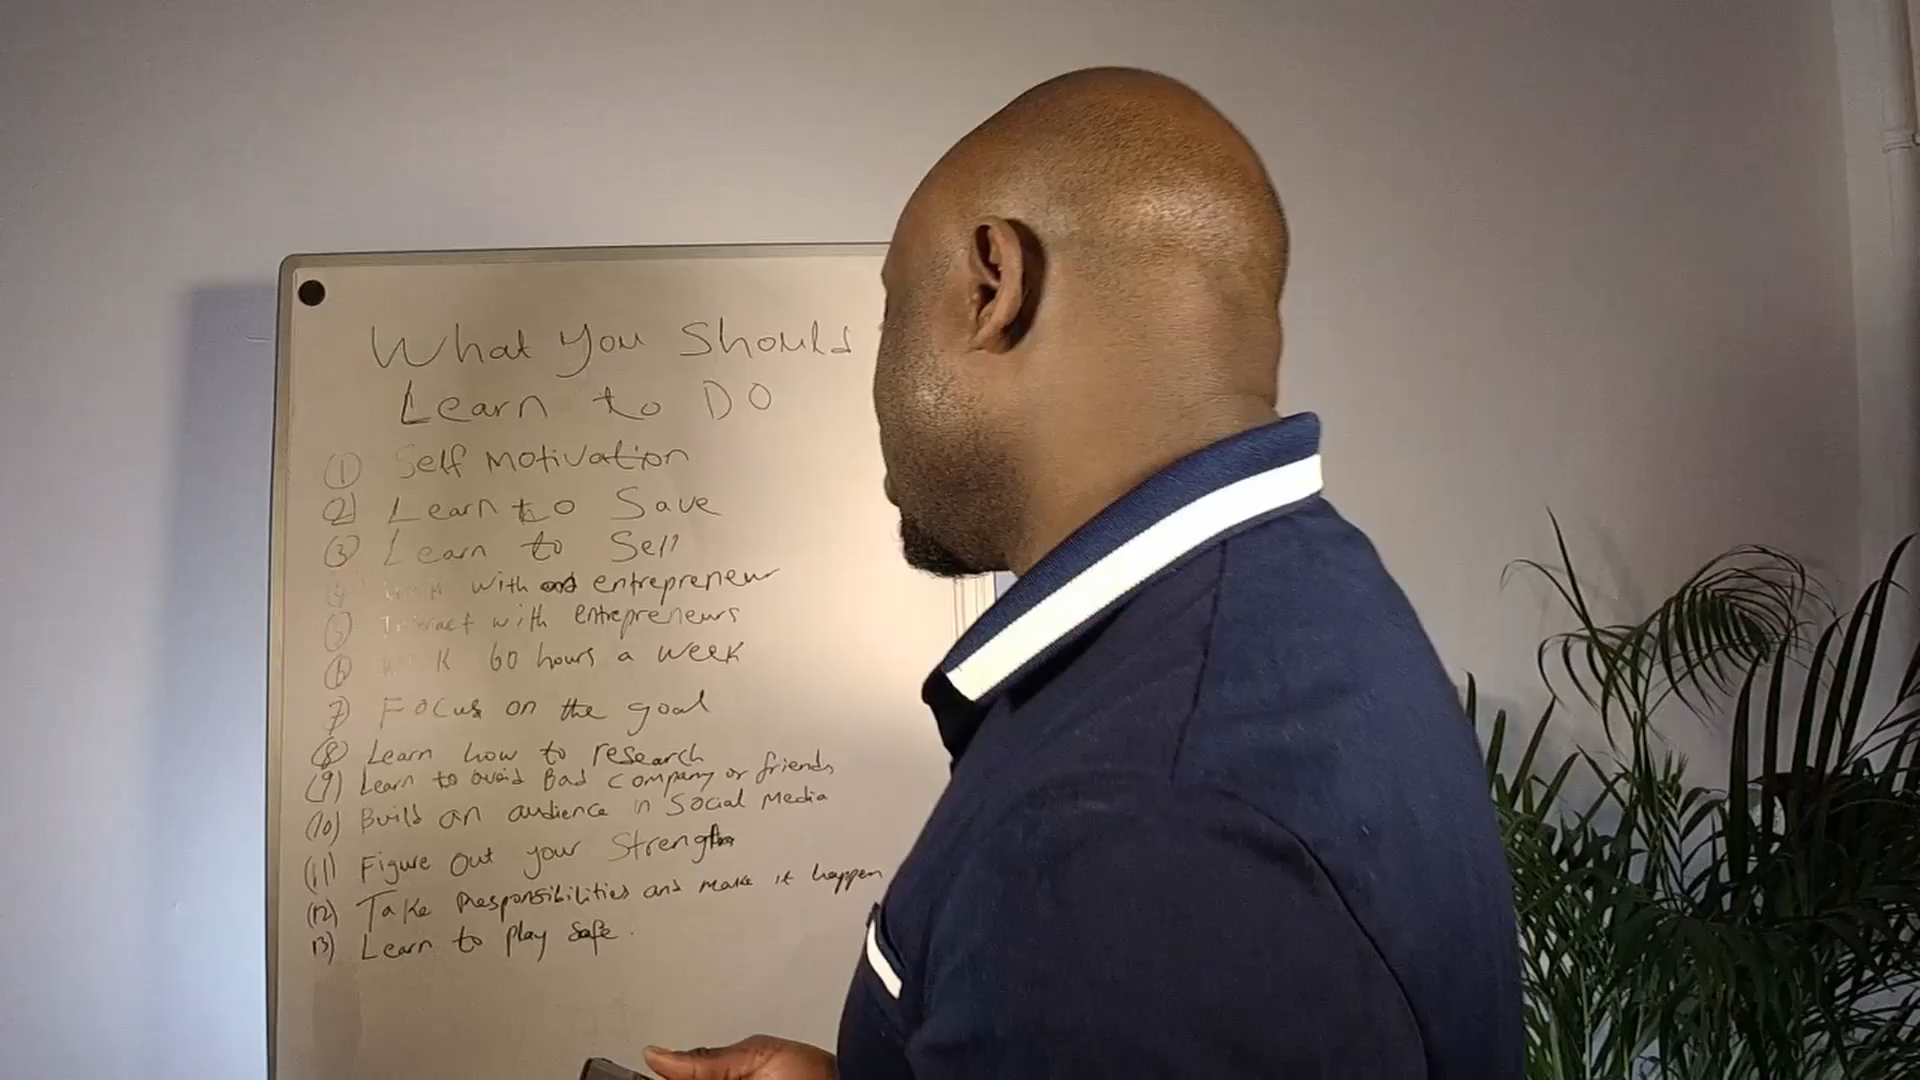 What You Should
Learn to DO
(1) Self Motivation
(2) Learn to Save
(3) Learn to Sell
(4) with entrepreneur
(5) Interact with entrepreneurs
(6) Work 60 hours a week
7) Focus on the goal
(8) Learn how to research
(9) Learn to avoid Bad Company or friends
(10) Build an audience in Social Media
(11) Figure out your
(12) Take Responsibilities and make it happen
13) Learn to play safe.